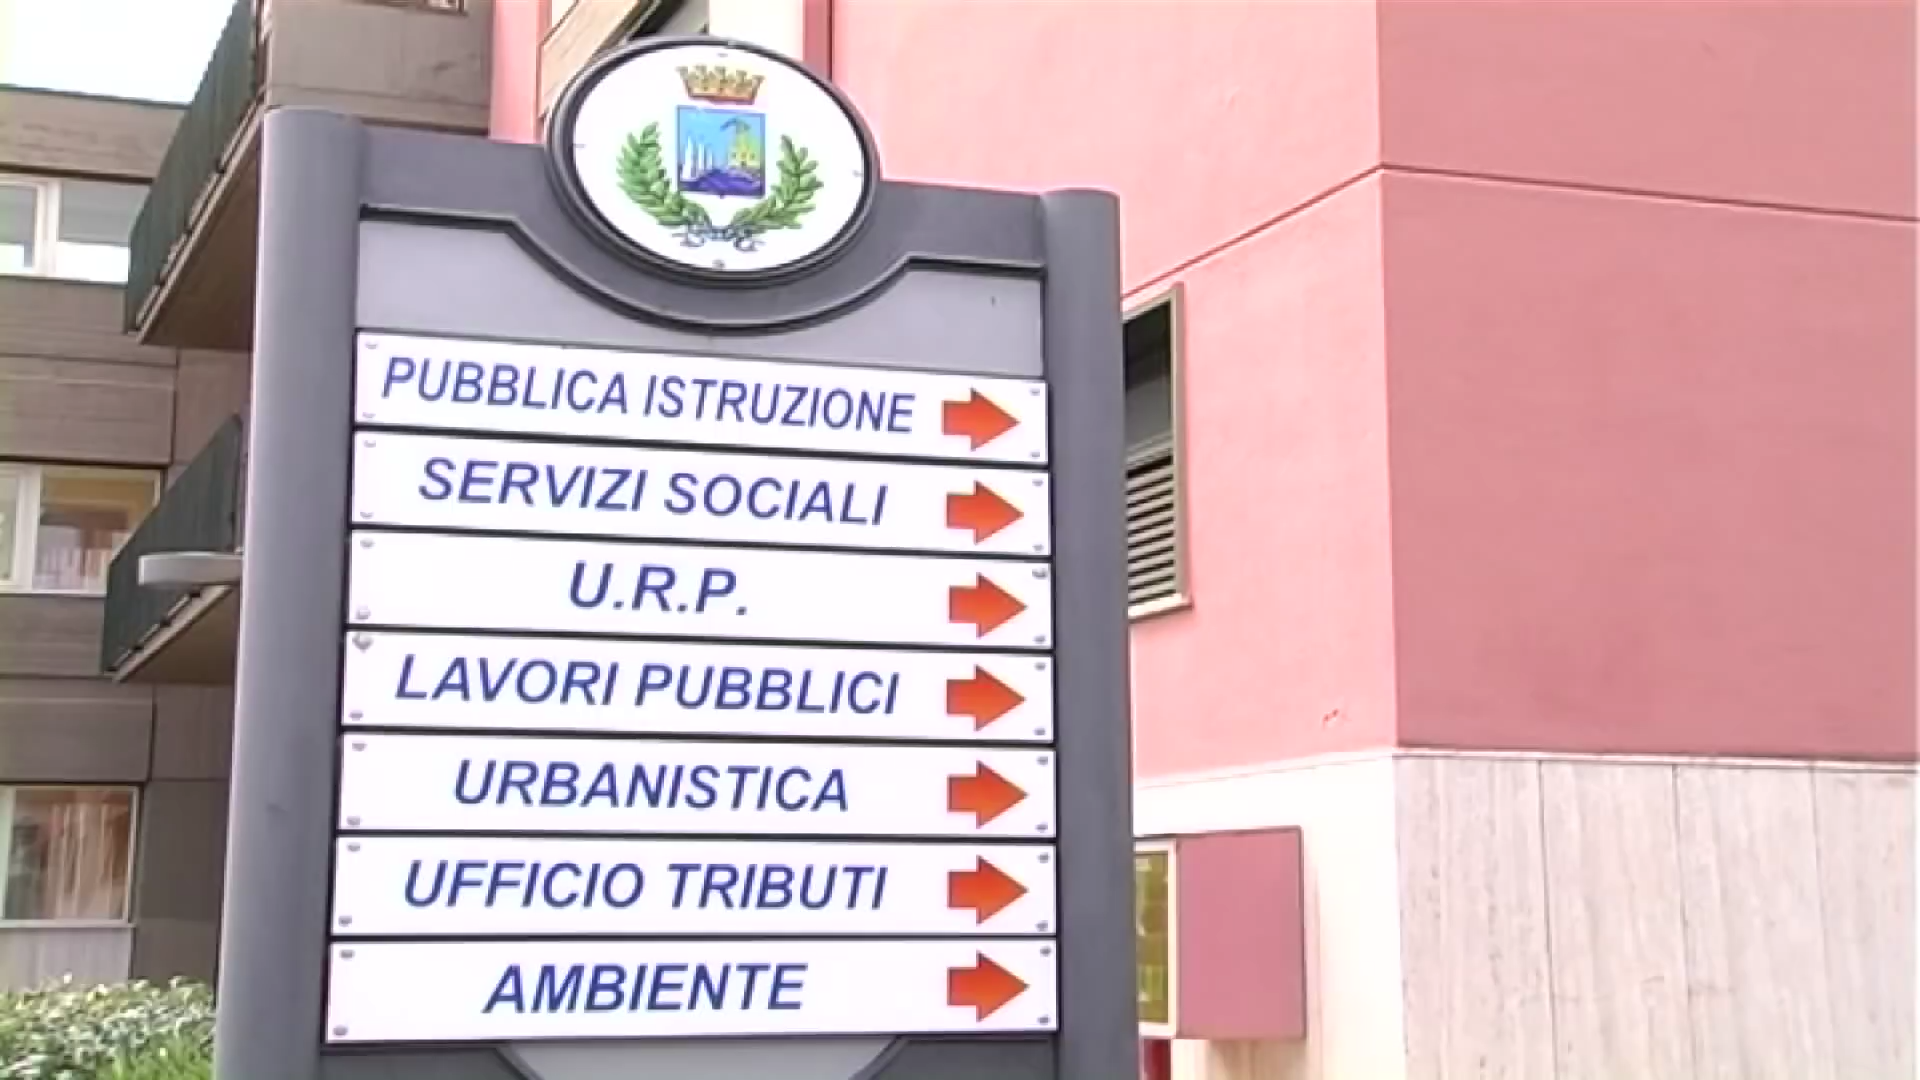 PUBBLICA ISTRUZIONE
SERVIZI SOCIALI
U.R.P.
LAVORI PUBBLICI
URBANISTICA
UFFICIO TRIBUTI
AMBIENTE